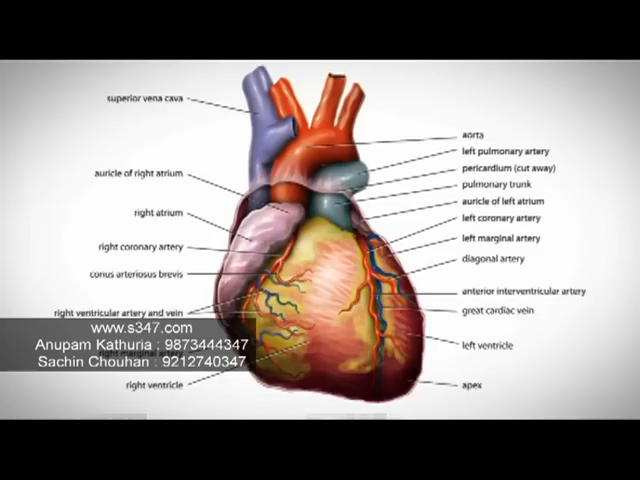 superior vena cava
auricle of right atrium
right atrium
right coronary artery
conus arteriosus brevis
right ventricular artery and vein
right marginal artery
right ventricle
aorta
left pulmonary artery
pericardium (cut away)
pulmonary trunk
auricle of left atrium
left coronary artery
left marginal artery
diagonal artery
anterior interventricular artery
great cardiac vein
left ventricle
apex
www.s347.com
Anupam Kathuria : 9873444347
Sachin Chouhan : 9212740347